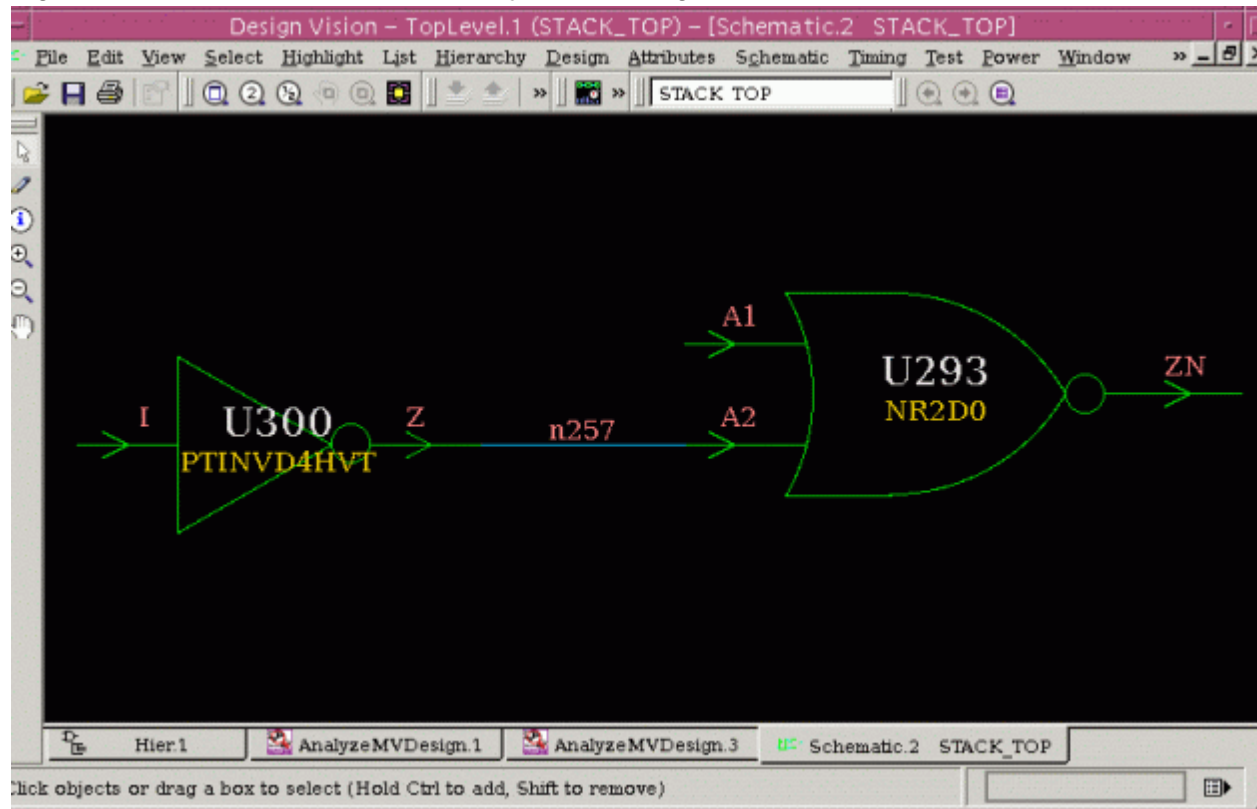 Design Vision – TopLevel.1 (STACK_TOP) – [Schematic.2 STACK_TOP]
File Edit View Select Highlight List Hierarchy Design Attributes Schematic Timing Test Power Window »
» » STACK TOP
A1
U293
NR2D0
ZN
I
U300
PTINVD4HVT
Z
n257
A2
Hier.1 AnalyzeMVDesign.1 AnalyzeMVDesign.3 Schematic.2 STACK_TOP
Click objects or drag a box to select (Hold Ctrl to add, Shift to remove)